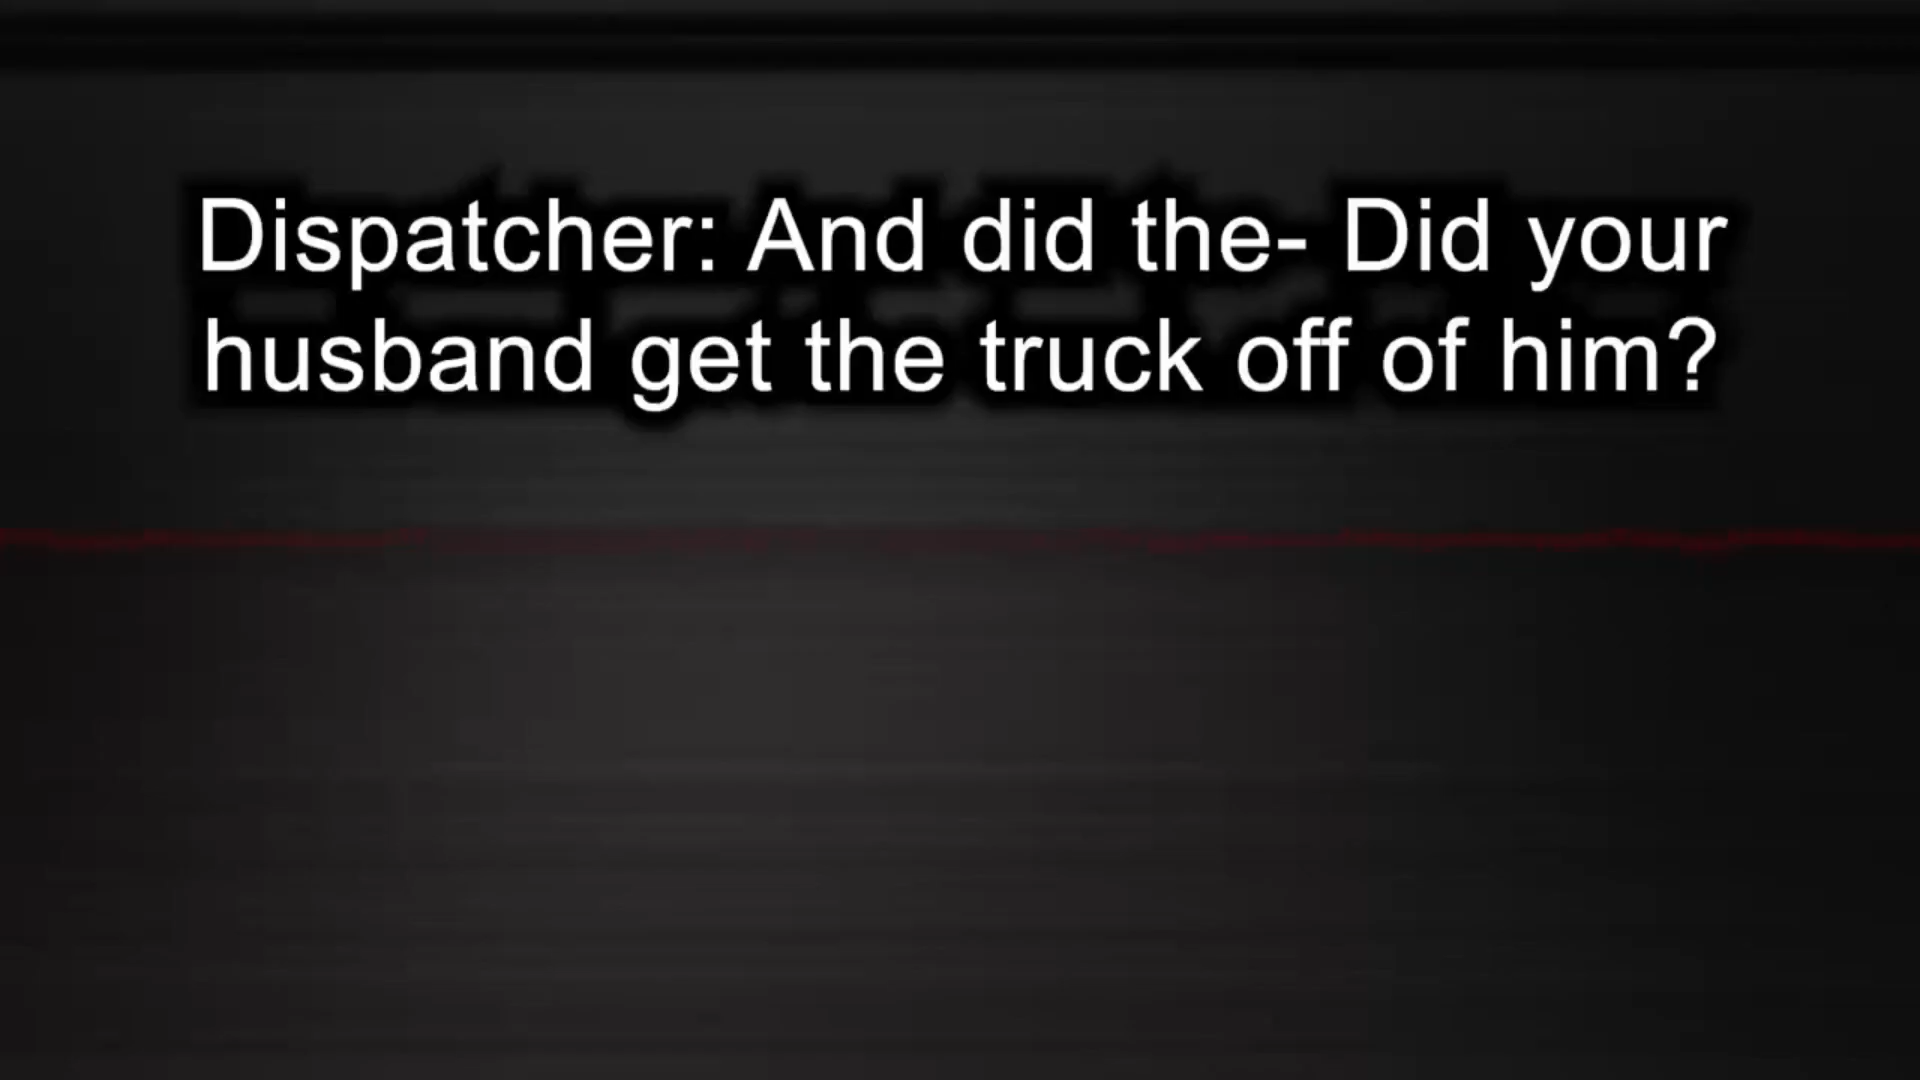 Dispatcher: And did the- Did your
husband get the truck off of him?